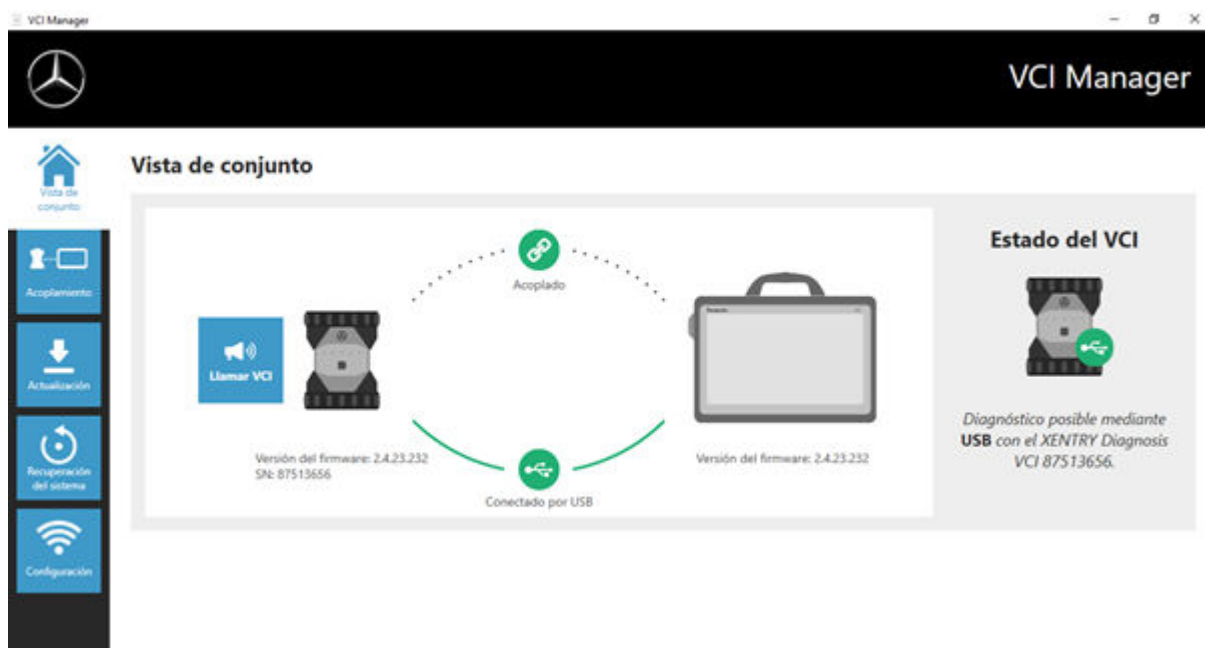 VCI Manager
VCI Manager
Vista de conjunto
Vista de
conjunto
Acoplamiento
Actualización
Recuperación
del sistema
Configuración
Acoplado
Llamar VCI
Versión del firmware: 2.4.23.232
SN: 87513656
Conectado por USB
Versión del firmware: 2.4.23.232
Estado del VCI
Diagnóstico posible mediante
USB con el XENTRY Diagnosis
VCI 87513656.